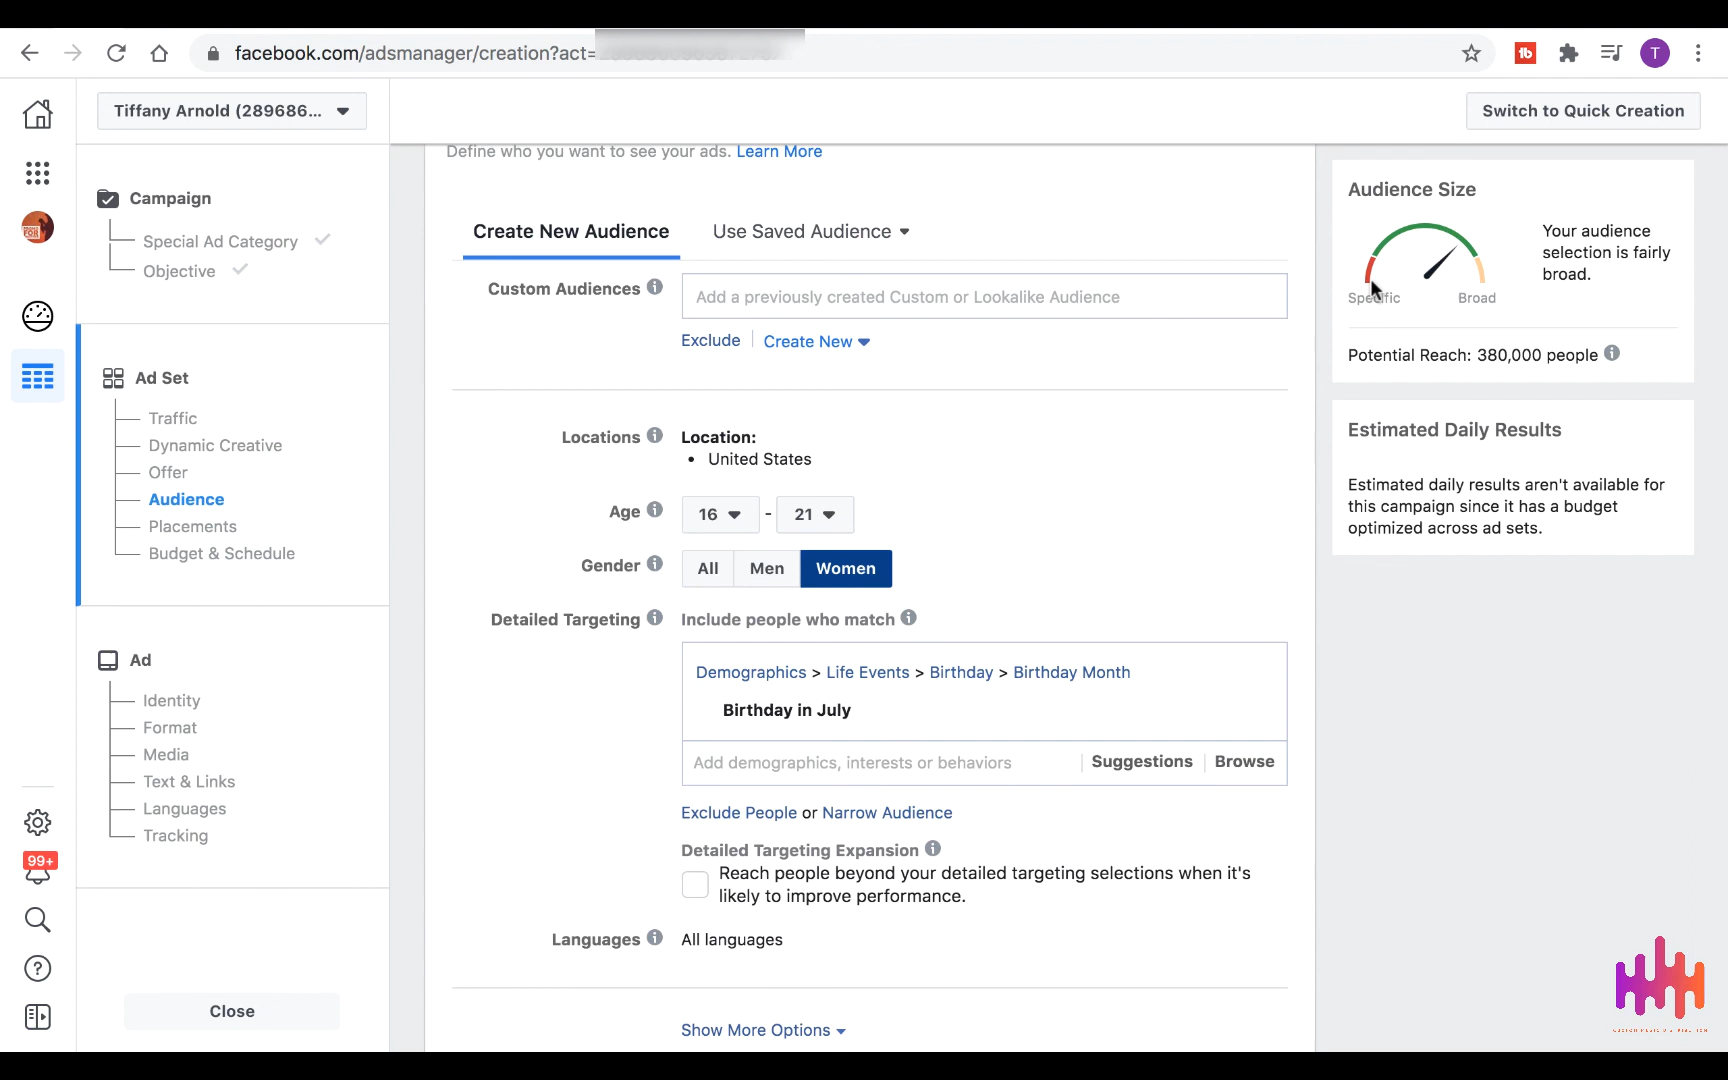 facebook.com/adsmanager/creation?act=
T
Tiffany Arnold (289686...
Switch to Quick Creation
Campaign
Special Ad Category
Objective
Ad Set
Traffic
Dynamic Creative
Offer
Audience
Placements
Budget & Schedule
Ad
Identity
Format
Media
Text & Links
Languages
Tracking
99+
Close
Define who you want to see your ads. Learn More
Create New Audience
Use Saved Audience
Custom Audiences
Add a previously created Custom or Lookalike Audience
Exclude
Create New
Locations
Location:
• United States
Age
16 - 21
Gender
All Men Women
Detailed Targeting
Include people who match
Demographics > Life Events > Birthday > Birthday Month
Birthday in July
Add demographics, interests or behaviors
Suggestions
Browse
Exclude People or Narrow Audience
Detailed Targeting Expansion
Reach people beyond your detailed targeting selections when it's
likely to improve performance.
Languages
All languages
Show More Options
Audience Size
Your audience
selection is fairly
broad.
Specific
Broad
Potential Reach: 380,000 people
Estimated Daily Results
Estimated daily results aren't available for
this campaign since it has a budget
optimized across ad sets.